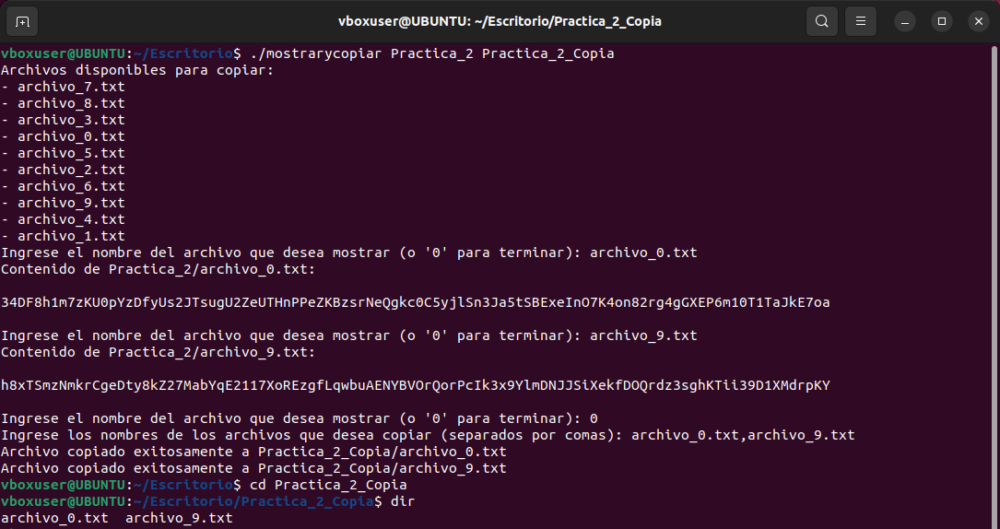 vboxuser@UBUNTU: ~/Escritorio/Practica_2_Copia
vboxuser@UBUNTU:~/Escritorio$ ./mostrarycopiar Practica_2 Practica_2_Copia
Archivos disponibles para copiar:
- archivo_7.txt
- archivo_8.txt
- archivo_3.txt
- archivo_0.txt
- archivo_5.txt
- archivo_2.txt
- archivo_6.txt
- archivo_9.txt
- archivo_4.txt
- archivo_1.txt
Ingrese el nombre del archivo que desea mostrar (o '0' para terminar): archivo_0.txt
Contenido de Practica_2/archivo_0.txt:
34DF8h1m7zKU0pYzDfyUs2JTsugU2ZeUTHnPPeZKBzsrNeQgkc0C5yjlSn3Ja5tSBExeInO7K4on82rg4gGXEP6m10T1TaJkE7oa
Ingrese el nombre del archivo que desea mostrar (o '0' para terminar): archivo_9.txt
Contenido de Practica_2/archivo_9.txt:
h8xTSmzNmkrCgeDty8kZ27MabYqE2117XoREzgfLqwbuAENYBVOrQorPcIk3x9YlmDNJJSiXekfDOQrdz3sghKTii39D1XMdrpKY
Ingrese el nombre del archivo que desea mostrar (o '0' para terminar): 0
Ingrese los nombres de los archivos que desea copiar (separados por comas): archivo_0.txt,archivo_9.txt
Archivo copiado exitosamente a Practica_2_Copia/archivo_0.txt
Archivo copiado exitosamente a Practica_2_Copia/archivo_9.txt
vboxuser@UBUNTU:~/Escritorio$ cd Practica_2_Copia
vboxuser@UBUNTU:~/Escritorio/Practica_2_Copia$ dir
archivo_0.txt  archivo_9.txt